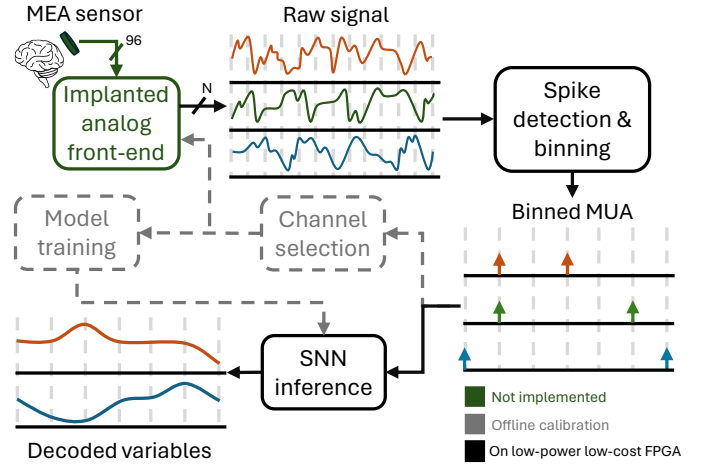 MEA sensor
96
Implanted
analog
front-end
N
Raw signal
Spike
detection &
binning
Binned MUA
Model
training
Channel
selection
SNN
inference
Decoded variables
Not implemented
Offline calibration
On low-power low-cost FPGA